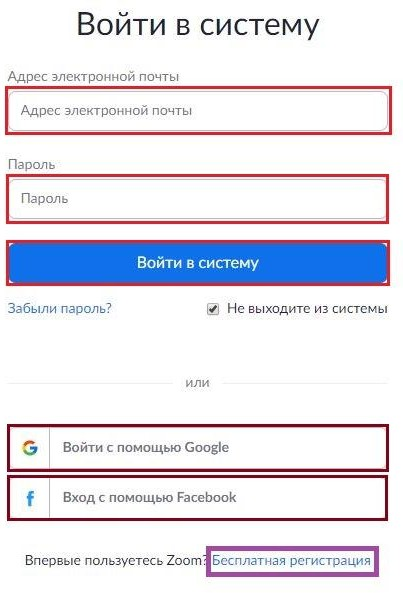 Войти в систему
Адрес электронной почты
Адрес электронной почты
Пароль
Пароль
Войти в систему
Забыли пароль? Не выходите из системы
или
Войти с помощью Google
Вход с помощью Facebook
Впервые пользуетесь Zoom? Бесплатная регистрация